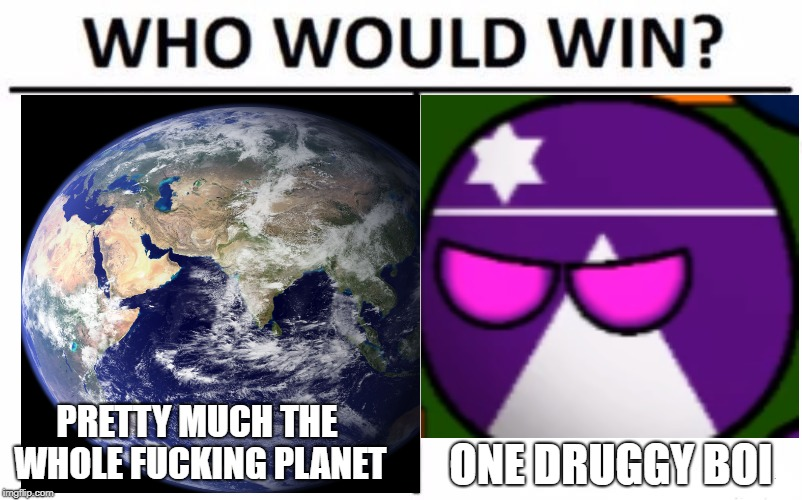 WHO WOULD WIN?
PRETTY MUCH THE
WHOLE FUCKING PLANET
ONE DRUGGY BOI
imgflip.com